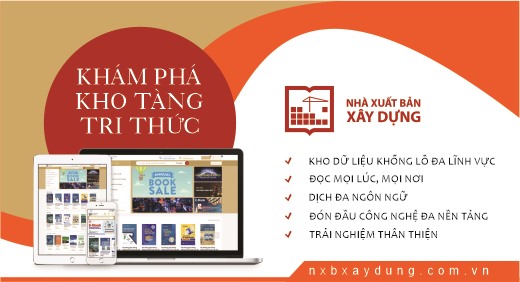 KHÁM PHÁ
KHO TÀNG
TRI THỨC
NHÀ XUẤT BẢN
XÂY DỰNG
KHO DỮ LIỆU KHỔNG LỒ ĐA LĨNH VỰC
ĐỌC MỌI LÚC, MỌI NƠI
DỊCH ĐA NGÔN NGỮ
ĐÓN ĐẦU CÔNG NGHỆ ĐA NỀN TẢNG
TRẢI NGHIỆM THÂN THIỆN
BOOK
SALE
nxbxaydung.com.vn